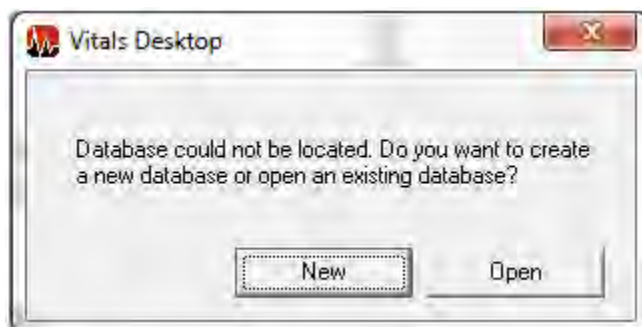 Vitals Desktop
Database could not be located. Do you want to create
a new database or open an existing database?
New
Open